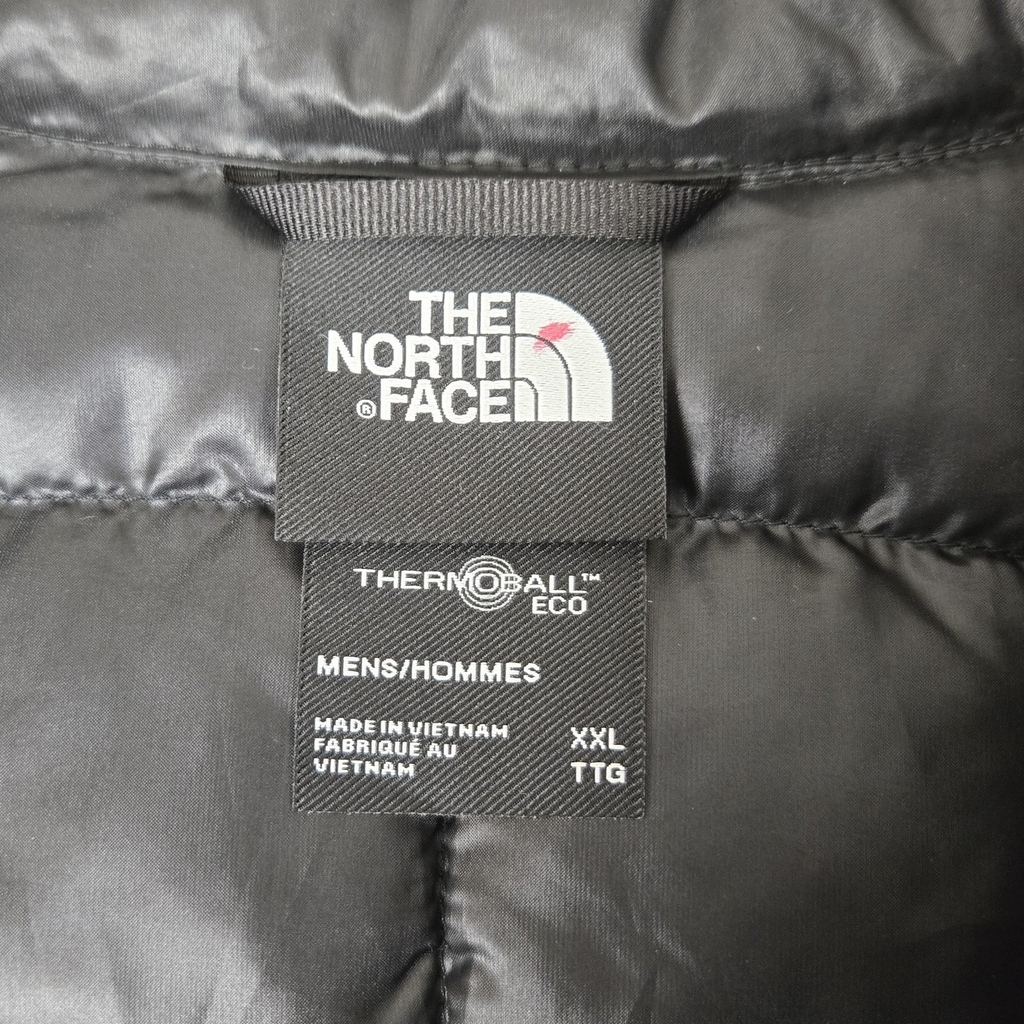 THE
NORTH
® FACE
THERMOBALL™
ECO
MENS/HOMMES
MADE IN VIETNAM
FABRIQUÉ AU
VIETNAM
XXL
TTG